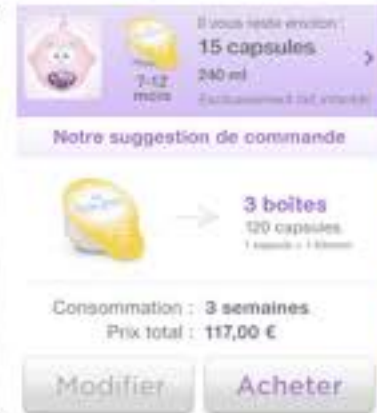 Il vous reste environ :
15 capsules
240 ml
7-12
mois
Notre suggestion de commande
3 boîtes
120 capsules
Consommation : 3 semaines
Prix total : 117,00 €
Modifier
Acheter